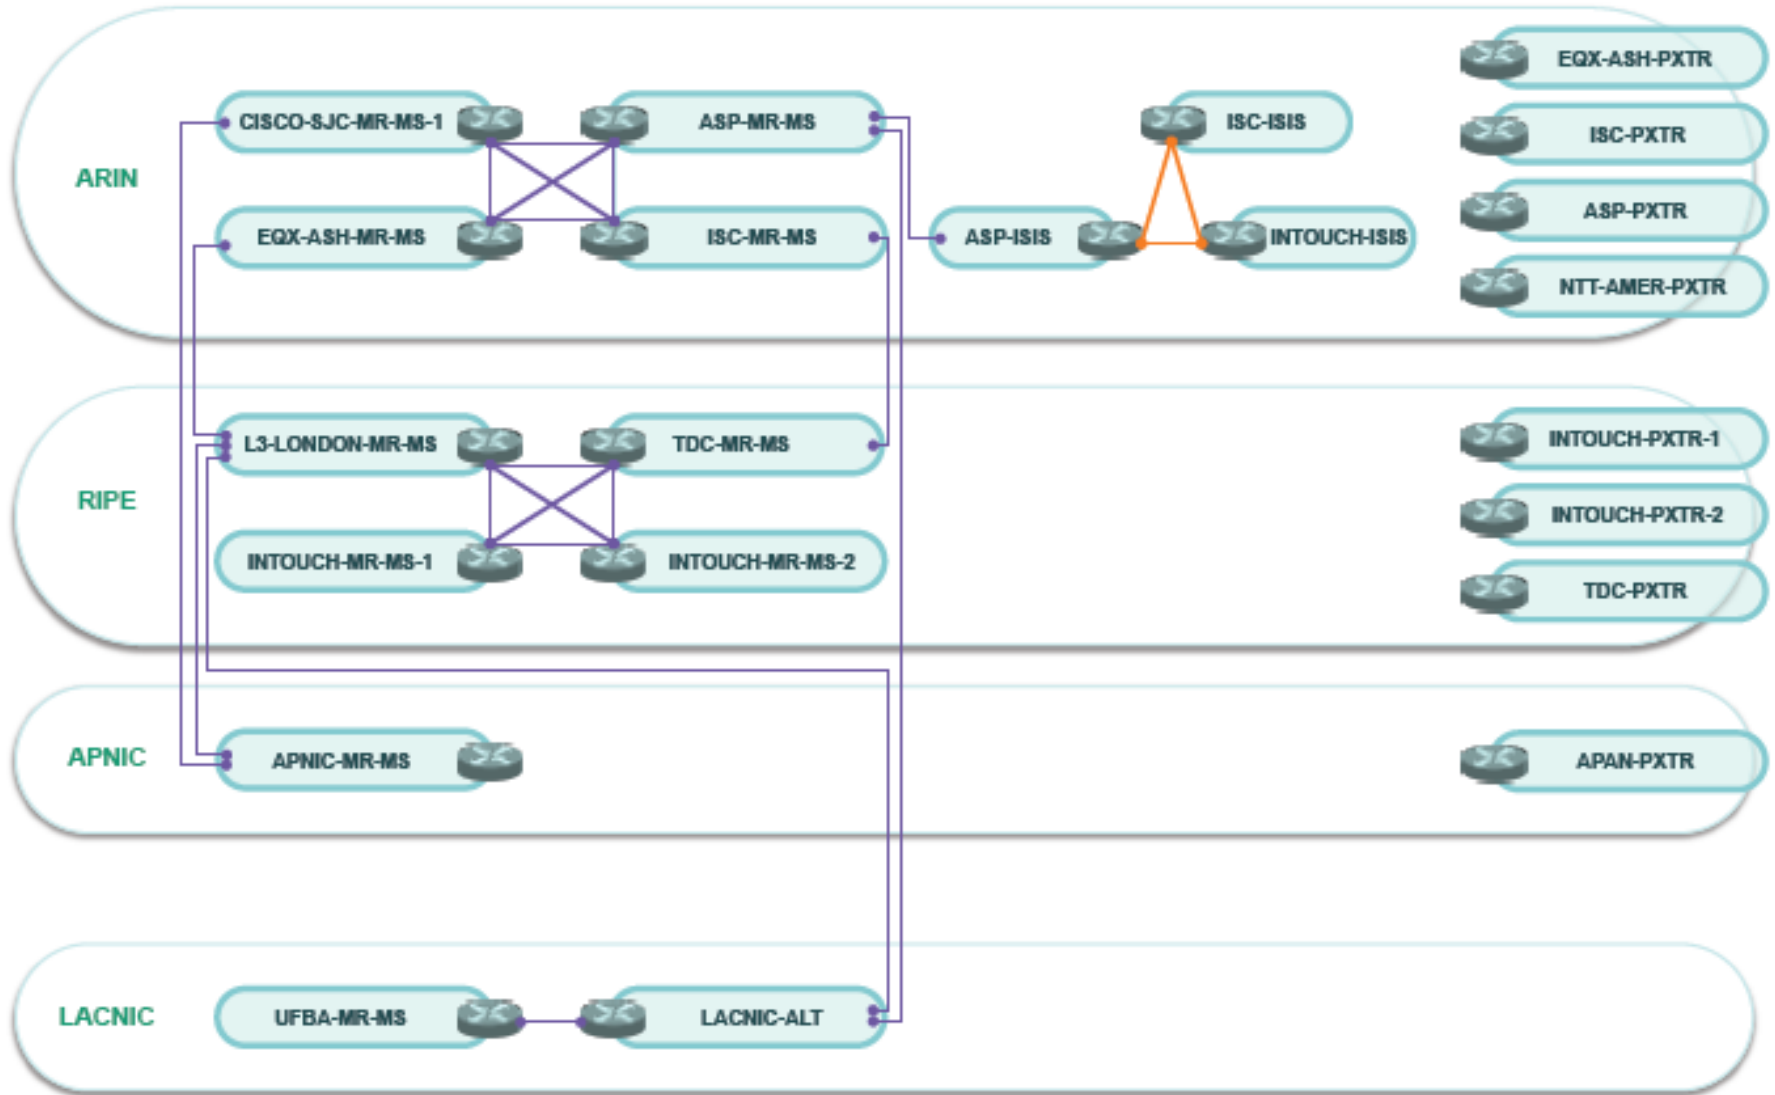 ARIN
CISCO-SJC-MR-MS-1
ASP-MR-MS
EQX-ASH-MR-MS
ISC-MR-MS
ISC-ISIS
ASP-ISIS
INTOUCH-ISIS
EQX-ASH-PXTR
ISC-PXTR
ASP-PXTR
NTT-AMER-PXTR
RIPE
L3-LONDON-MR-MS
TDC-MR-MS
INTOUCH-MR-MS-1
INTOUCH-MR-MS-2
INTOUCH-PXTR-1
INTOUCH-PXTR-2
TDC-PXTR
APNIC
APNIC-MR-MS
APAN-PXTR
LACNIC
UFBA-MR-MS
LACNIC-ALT